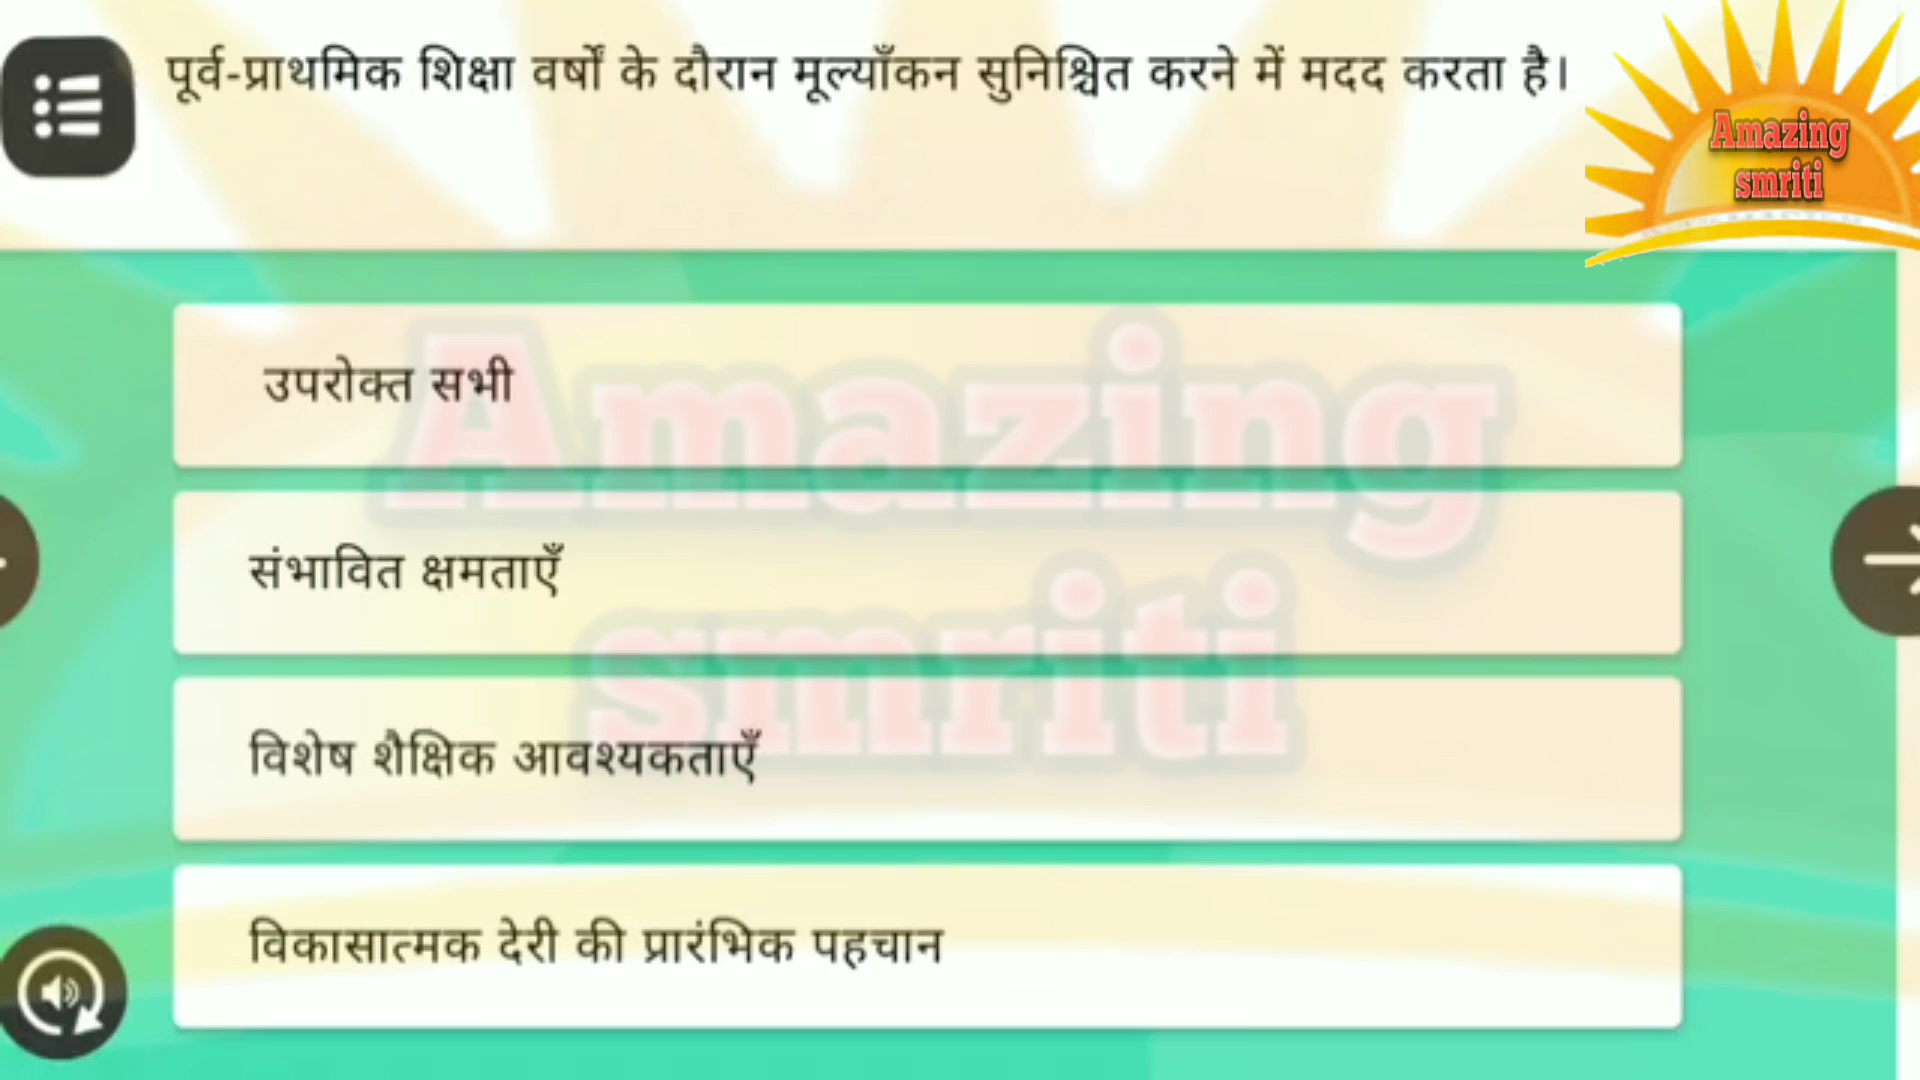 पूर्व-प्राथमिक शिक्षा वर्षों के दौरान मूल्याँकन सुनिश्चित करने में मदद करता है।
Amazing
smriti
उपरोक्त सभी
संभावित क्षमताएँ
विशेष शैक्षिक आवश्यकताएँ
विकासात्मक देरी की प्रारंभिक पहचान
Amazing
smriti